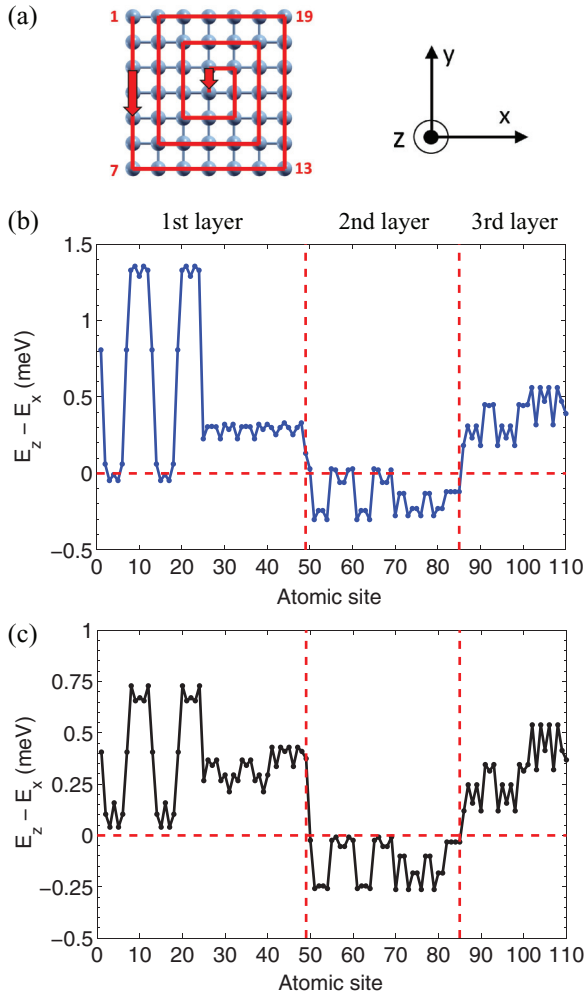 (a)
1 19
7 13
y
z x
(b)
1st layer 2nd layer 3rd layer
1.5
1
0.5
0
−0.5
E_z − E_x (meV)
0 10 20 30 40 50 60 70 80 90 100 110
Atomic site
(c)
1
0.75
0.5
0.25
0
−0.25
−0.5
E_z − E_x (meV)
0 10 20 30 40 50 60 70 80 90 100 110
Atomic site